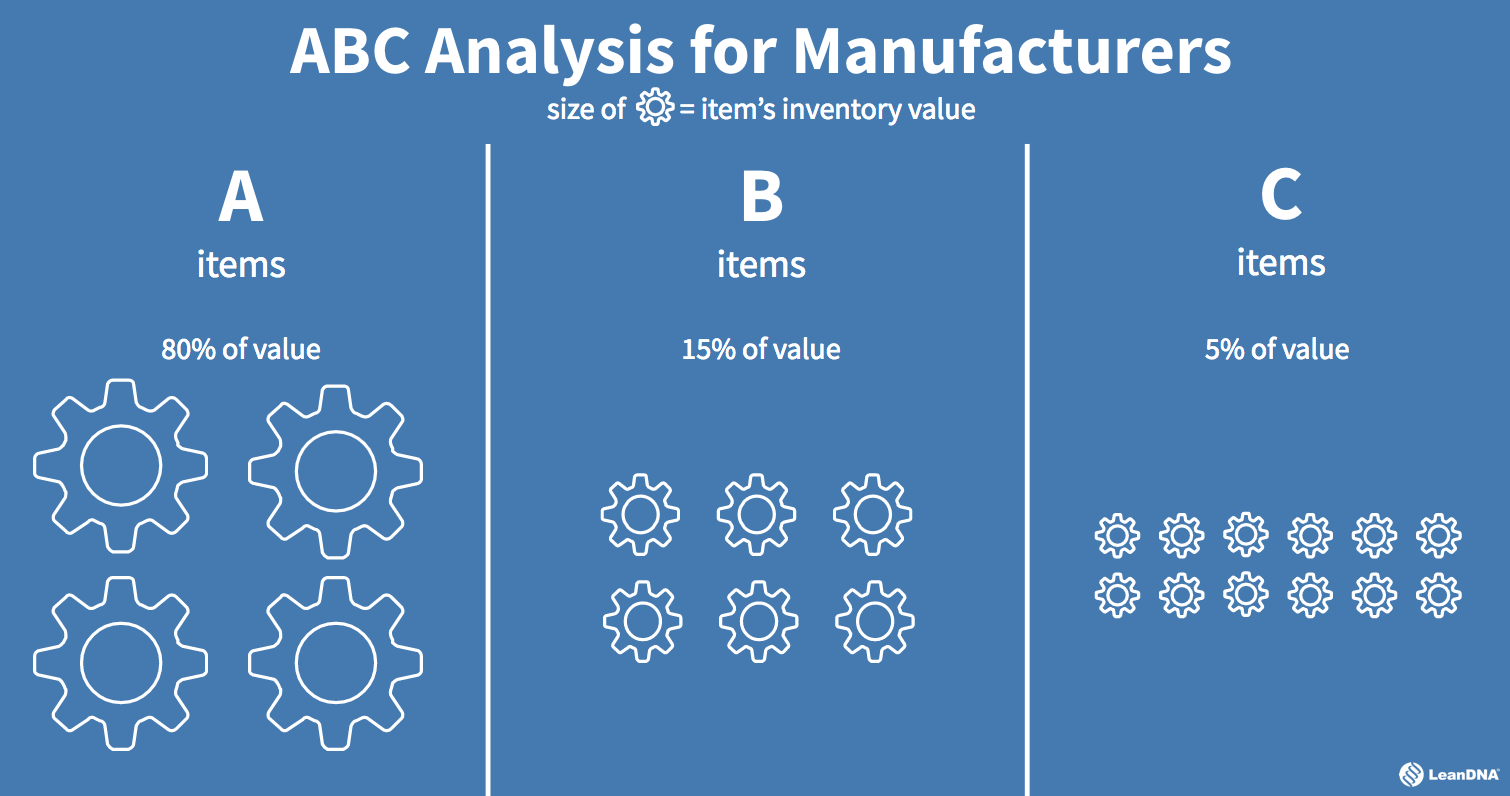 ABC Analysis for Manufacturers
size of = item's inventory value
A
items
80% of value
B
items
15% of value
C
items
5% of value
LeanDNA